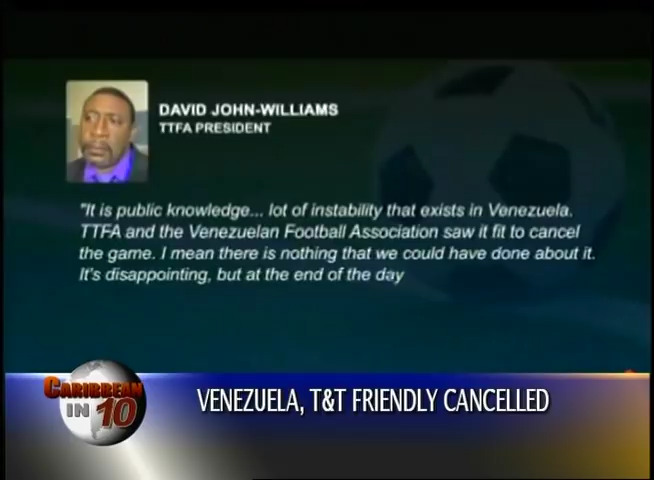 DAVID JOHN-WILLIAMS
TTFA PRESIDENT
"It is public knowledge... lot of instability that exists in Venezuela.
TTFA and the Venezuelan Football Association saw it fit to cancel
the game. I mean there is nothing that we could have done about it.
It's disappointing, but at the end of the day
CARIBBEAN
IN 10
VENEZUELA, T&T FRIENDLY CANCELLED